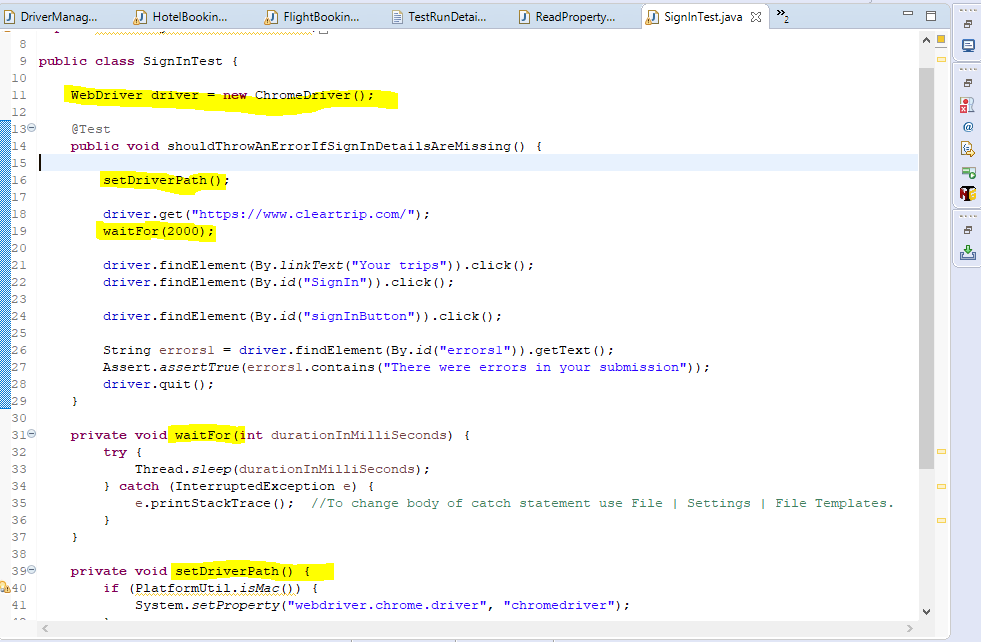 DriverManag...
HotelBookin...
FlightBookin...
TestRunDetai...
ReadProperty...
SignInTest.java
»2
8
9 public class SignInTest {
10
11 WebDriver driver = new ChromeDriver();
12
13 @Test
14 public void shouldThrowAnErrorIfSignInDetailsAreMissing() {
15
16 setDriverPath();
17
18 driver.get("https://www.cleartrip.com/");
19 waitFor(2000);
20
21 driver.findElement(By.linkText("Your trips")).click();
22 driver.findElement(By.id("SignIn")).click();
23
24 driver.findElement(By.id("signInButton")).click();
25
26 String errors1 = driver.findElement(By.id("errors1")).getText();
27 Assert.assertTrue(errors1.contains("There were errors in your submission"));
28 driver.quit();
29 }
30
31 private void waitFor(int durationInMilliSeconds) {
32 try {
33 Thread.sleep(durationInMilliSeconds);
34 } catch (InterruptedException e) {
35 e.printStackTrace();  //To change body of catch statement use File | Settings | File Templates.
36 }
37 }
38
39 private void setDriverPath() {
40 if (PlatformUtil.isMac()) {
41 System.setProperty("webdriver.chrome.driver", "chromedriver");